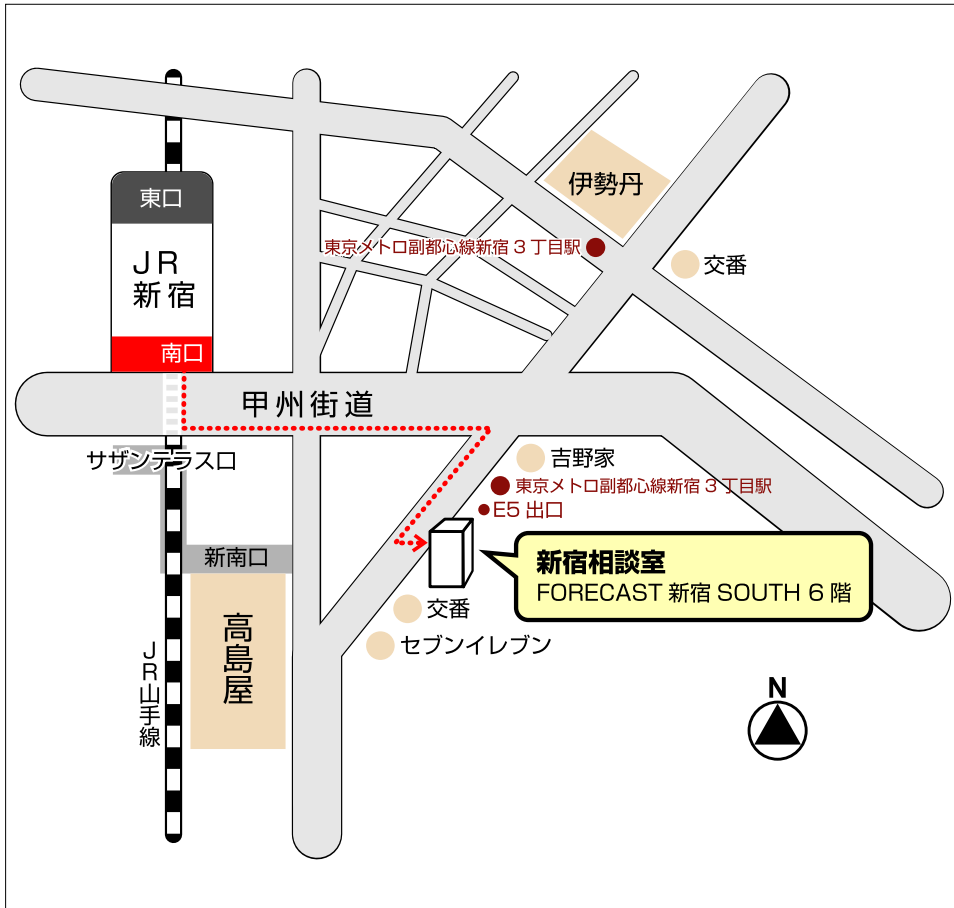 伊勢丹
東口
東京メトロ副都心線新宿3丁目駅
交番
JR
新宿
南口
甲州街道
サザンテラス口
吉野家
東京メトロ副都心線新宿3丁目駅
E5出口
新南口
新宿相談室
FORECAST 新宿 SOUTH 6階
交番
高島屋
セブンイレブン
JR山手線
N